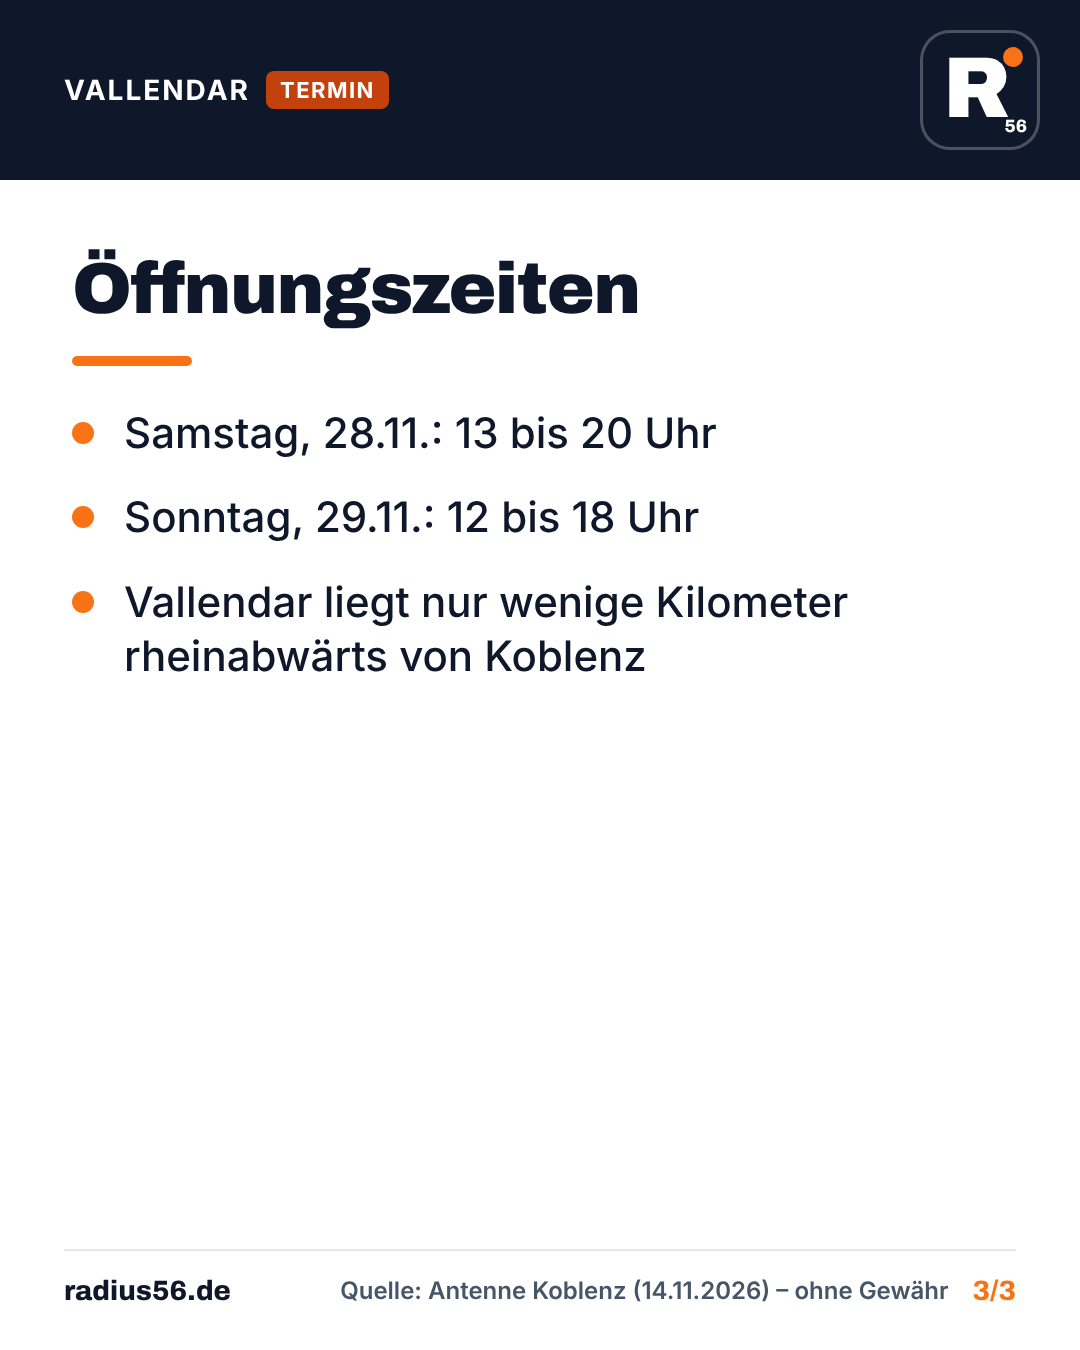 VALLENDAR TERMIN
R
56
Öffnungszeiten
Samstag, 28.11.: 13 bis 20 Uhr
Sonntag, 29.11.: 12 bis 18 Uhr
Vallendar liegt nur wenige Kilometer
rheinabwärts von Koblenz
radius56.de Quelle: Antenne Koblenz (14.11.2026) – ohne Gewähr 3/3